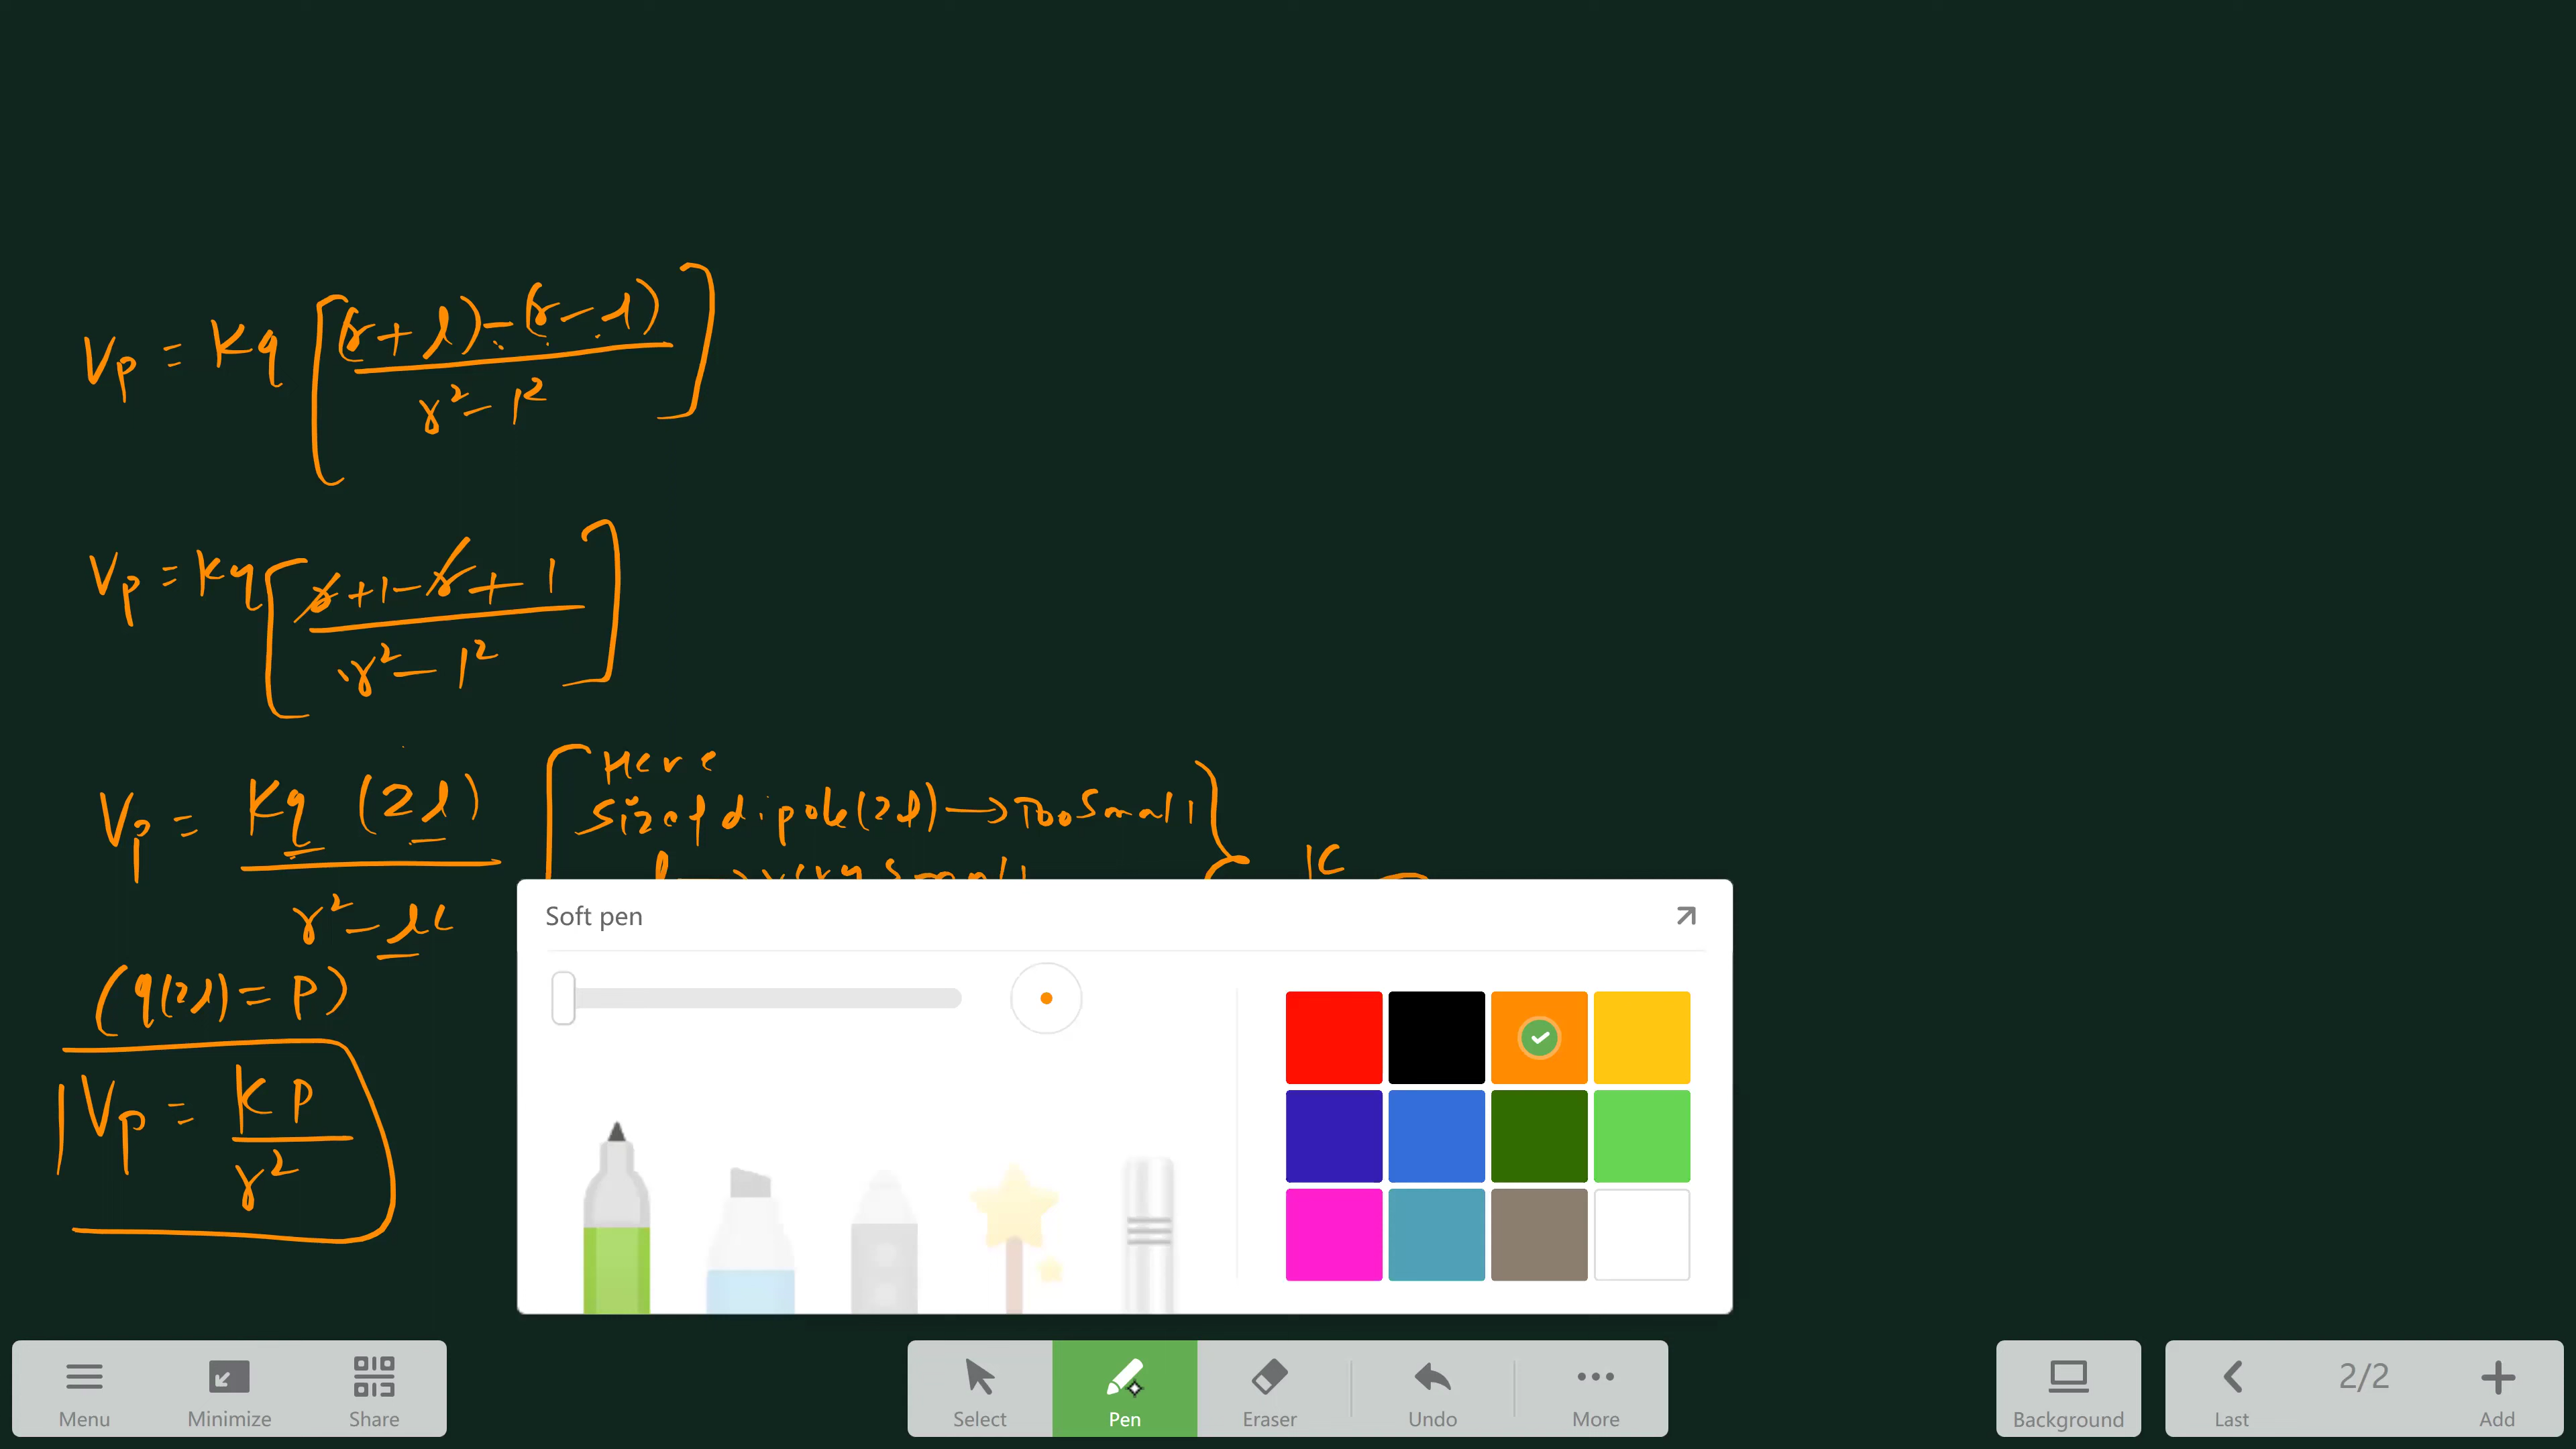 Vp = Kq [(r + l) - (r - l) / r² - l²]
Vp = Kq [r + l - r + l / r² - l²]
Vp = Kq (2l) / r² - l²
Here
Size of dipole (2l) → Too Small
l → very small
(q(2l) = P)
Vp = KP / r²
Soft pen
Menu
Minimize
Share
Select
Pen
Eraser
Undo
More
Background
Last
2/2
Add